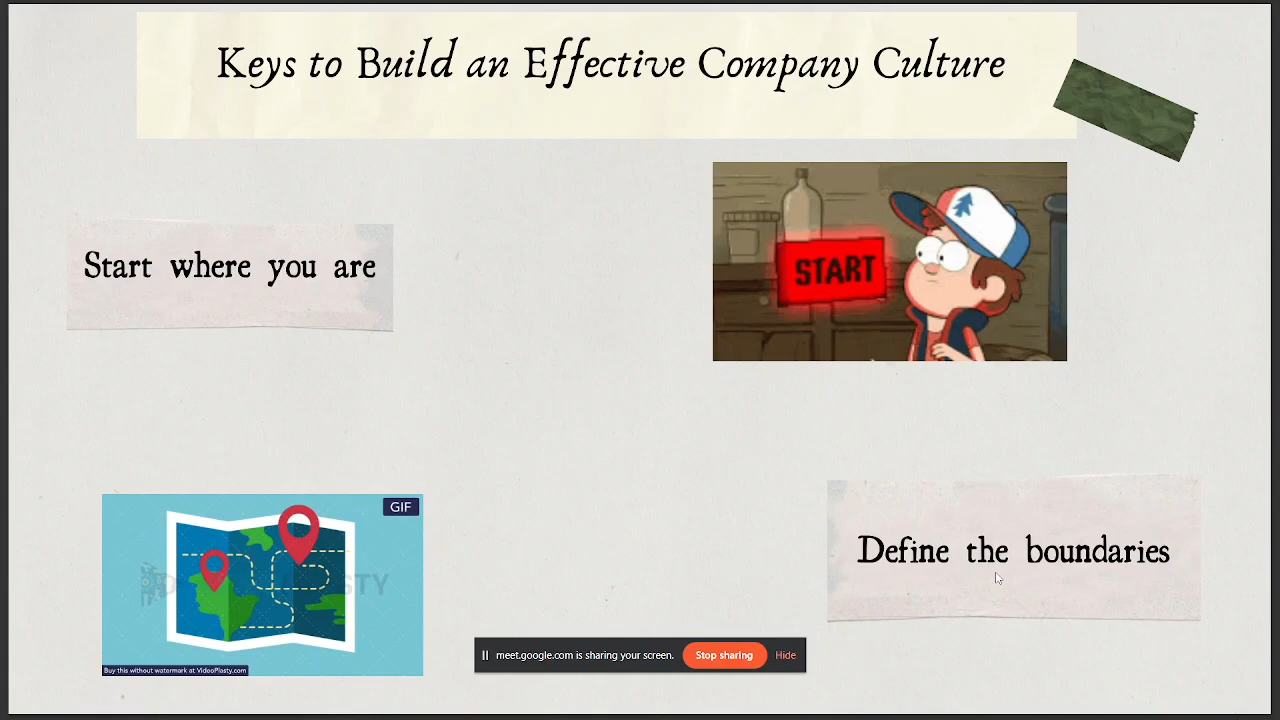 Keys to Build an Effective Company Culture
START
Start where you are
GIF
Define the boundaries
meet.google.com is sharing your screen. Stop sharing Hide
Buy this without watermark at VideoPlasty.com